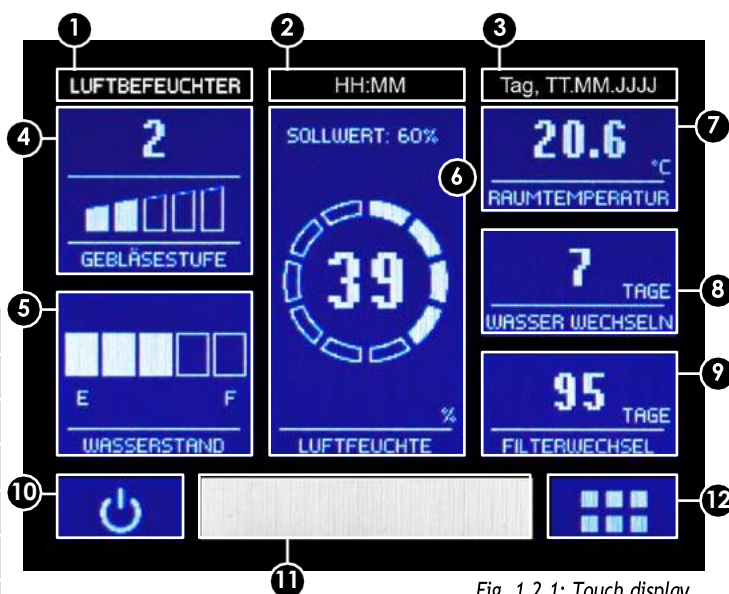 1 2 3
LUFTBEFEUCHTER HH:MM Tag, TT.MM.JJJJ
4 2 SOLLWERT: 60% 20.6 °C 7
6
RAUMTEMPERATUR
GEBLÄSESTUFE
39
7 TAGE 8
WASSER WECHSELN
5
E F
95 TAGE 9
%
WASSERSTAND LUFTFEUCHTE FILTERWECHSEL
10 12
11
Fig. 1.2.1: Touch display